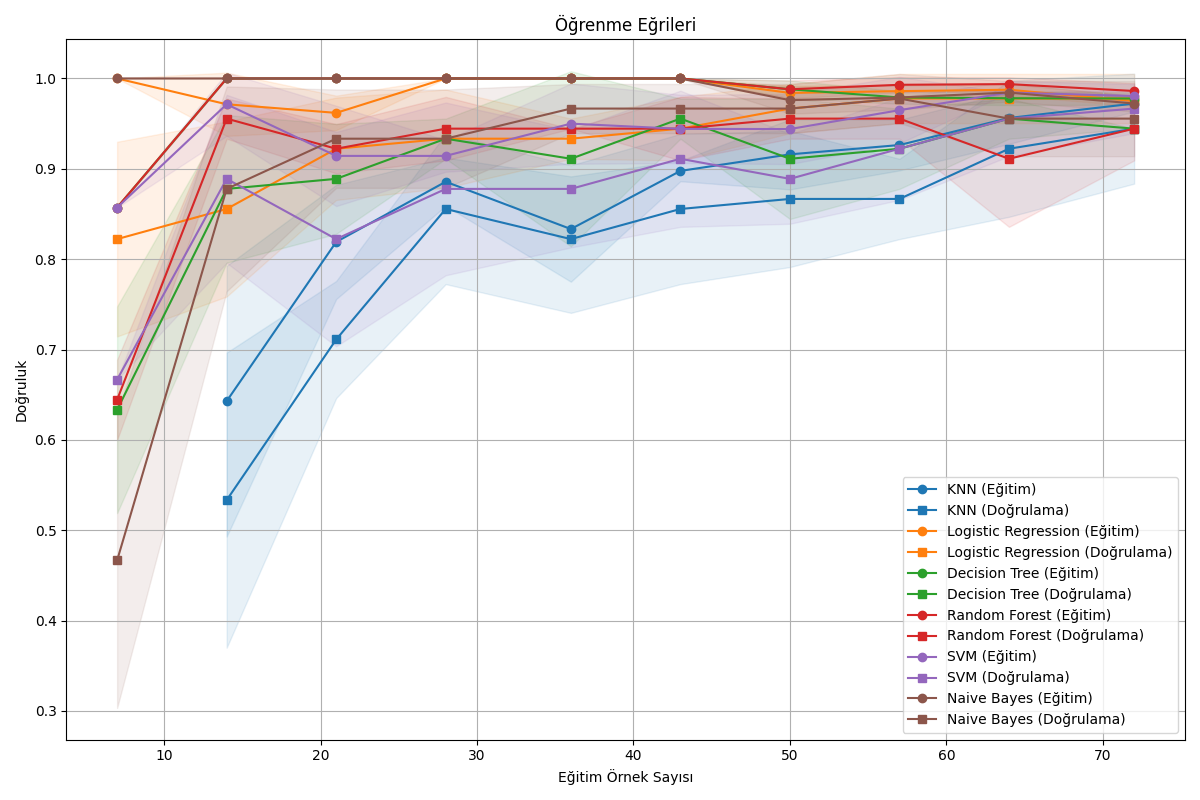 Öğrenme Eğrileri
1.0
0.9
0.8
0.7
0.6
0.5
0.4
0.3
Doğruluk
10
20
30
40
50
60
70
Eğitim Örnek Sayısı
KNN (Eğitim)
KNN (Doğrulama)
Logistic Regression (Eğitim)
Logistic Regression (Doğrulama)
Decision Tree (Eğitim)
Decision Tree (Doğrulama)
Random Forest (Eğitim)
Random Forest (Doğrulama)
SVM (Eğitim)
SVM (Doğrulama)
Naive Bayes (Eğitim)
Naive Bayes (Doğrulama)